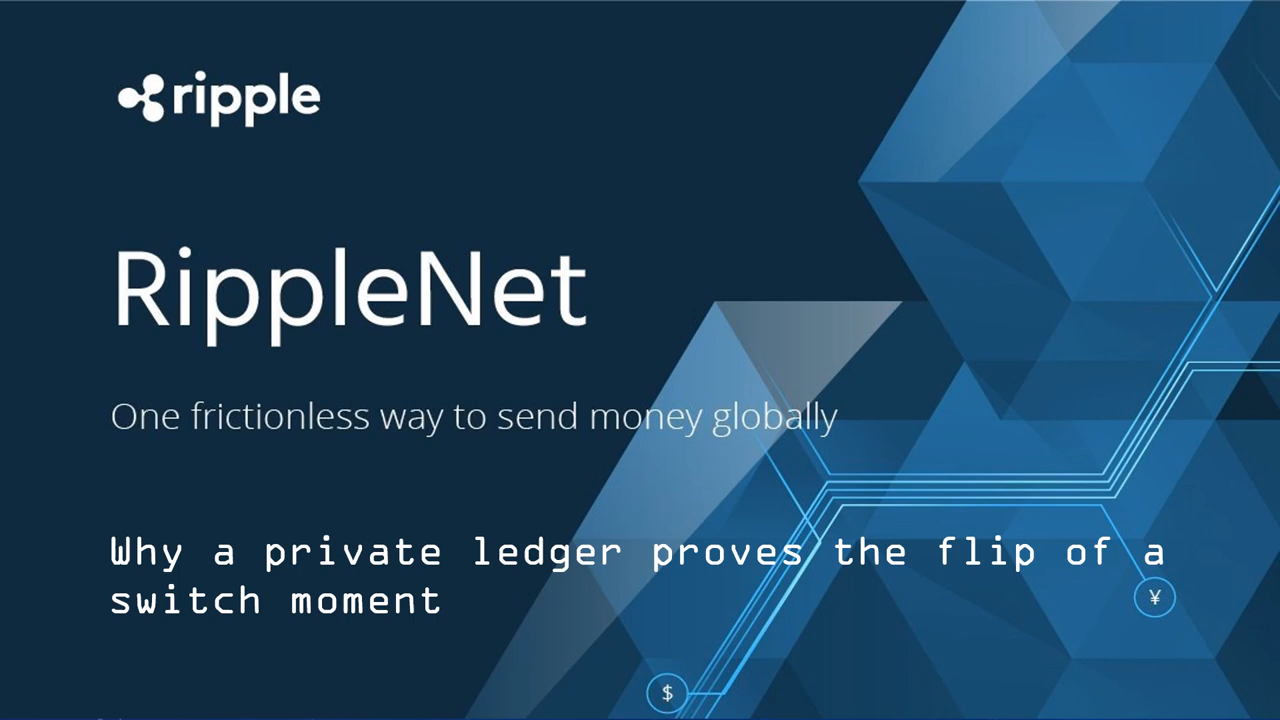 ripple
RippleNet
One frictionless way to send money globally
Why a private ledger proves the flip of a
switch moment
¥
$